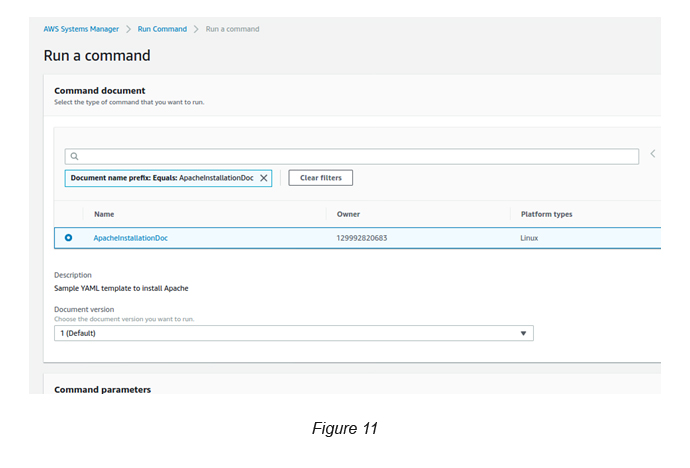 AWS Systems Manager > Run Command > Run a command
Run a command
Command document
Select the type of command that you want to run.
Document name prefix: Equals: ApacheInstallationDoc
Clear filters
Name Owner Platform types
ApacheInstallationDoc 129992820683 Linux
Description
Sample YAML template to install Apache
Document version
Choose the document version you want to run.
1 (Default)
Command parameters
Figure 11